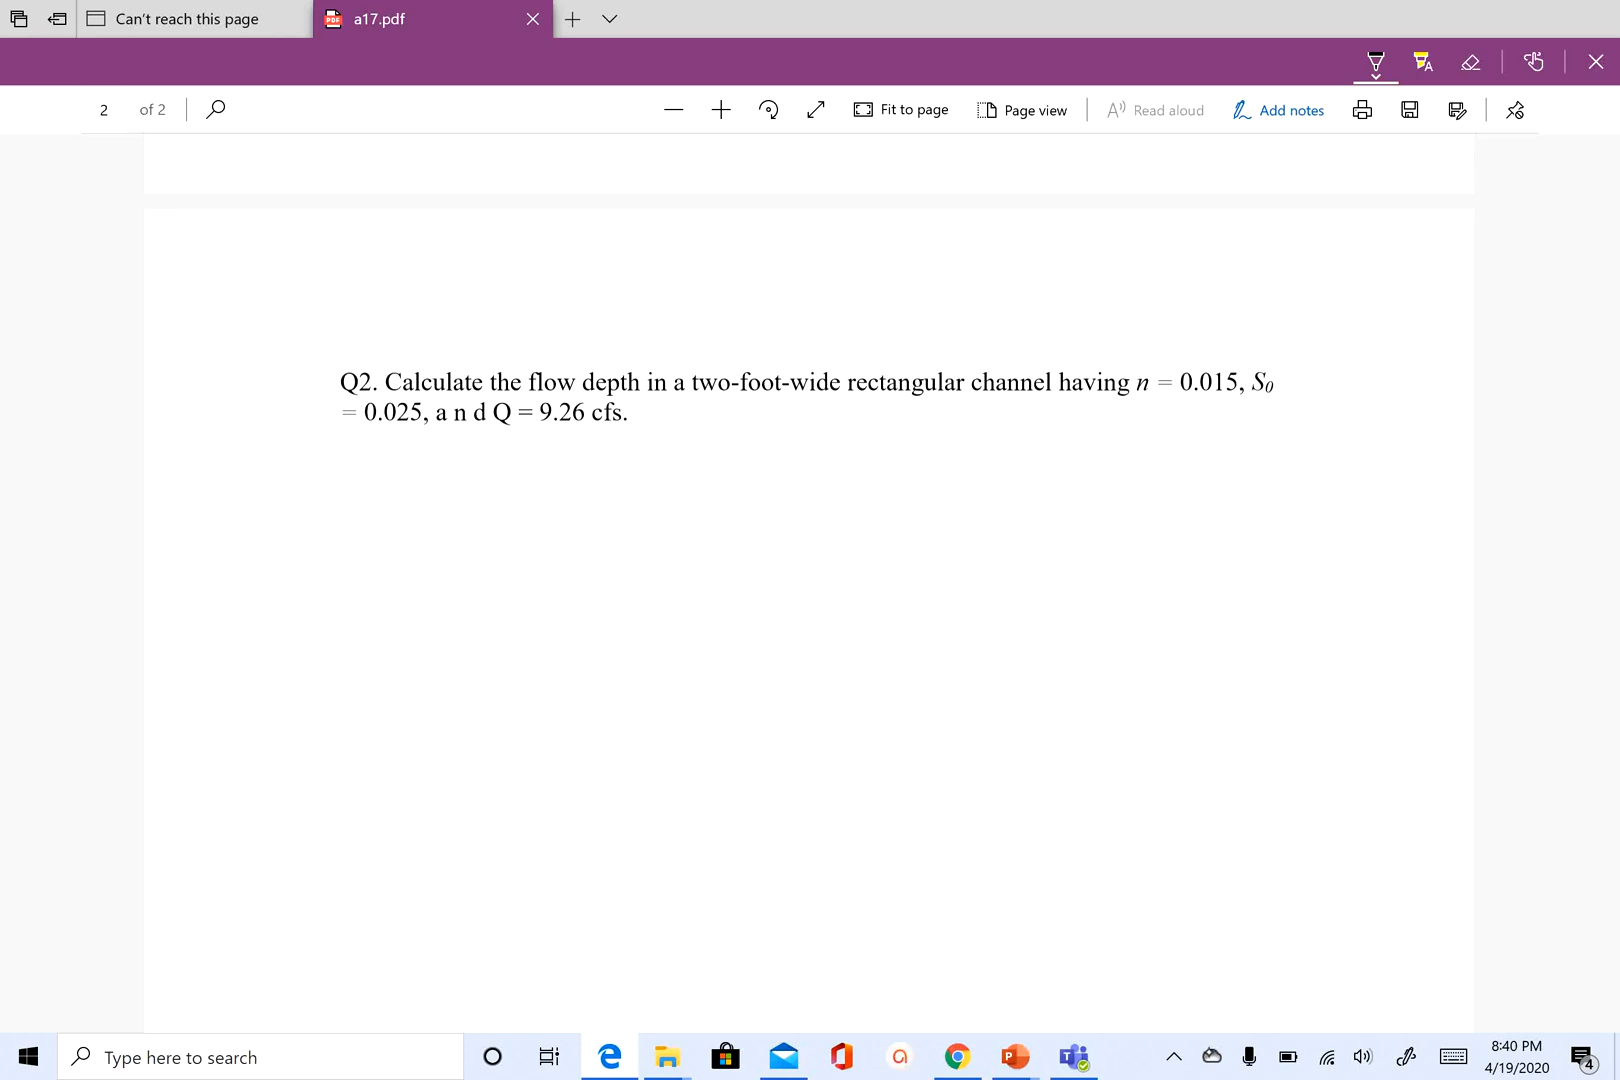 Can't reach this page
PDF
a17.pdf
2 of 2
Fit to page
Page view
A
Read aloud
Add notes
Q2. Calculate the flow depth in a two-foot-wide rectangular channel having n = 0.015, S₀
= 0.025, a n d Q = 9.26 cfs.
Type here to search
8:40 PM
4/19/2020
4